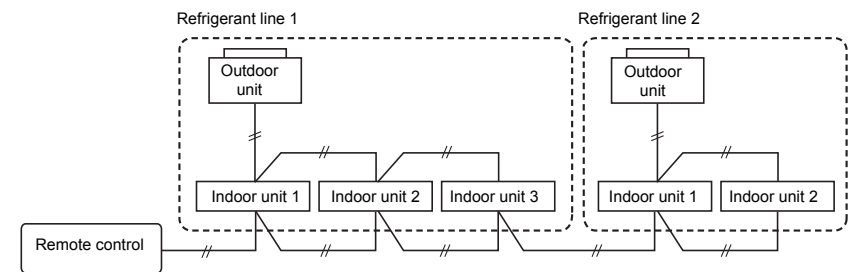 Refrigerant line 1
Refrigerant line 2
Outdoor
unit
Outdoor
unit
Indoor unit 1
Indoor unit 2
Indoor unit 3
Indoor unit 1
Indoor unit 2
Remote control